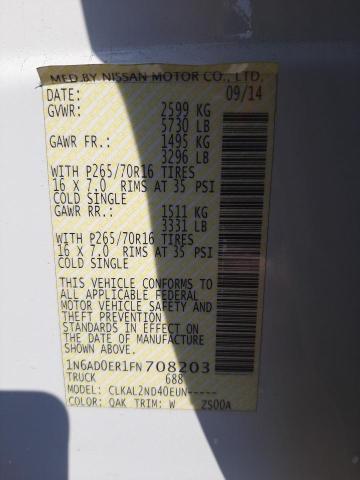 MFD BY NISSAN MOTOR CO., LTD.
DATE: 09/14
GVWR: 2599 KG
5730 LB
GAWR FR.: 1495 KG
3296 LB
WITH P265/70R16 TIRES
16 X 7.0 RIMS AT 35 PSI
COLD SINGLE
GAWR RR.: 1511 KG
3331 LB
WITH P265/70R16 TIRES
16 X 7.0 RIMS AT 35 PSI
COLD SINGLE
THIS VEHICLE CONFORMS TO
ALL APPLICABLE FEDERAL
MOTOR VEHICLE SAFETY AND
THEFT PREVENTION
STANDARDS IN EFFECT ON
THE DATE OF MANUFACTURE
SHOWN ABOVE.
1N6AD0ER1FN708203
TRUCK 688
MODEL: CLKAL2ND40EUN-----
COLOR: QAK TRIM: W ZS00A